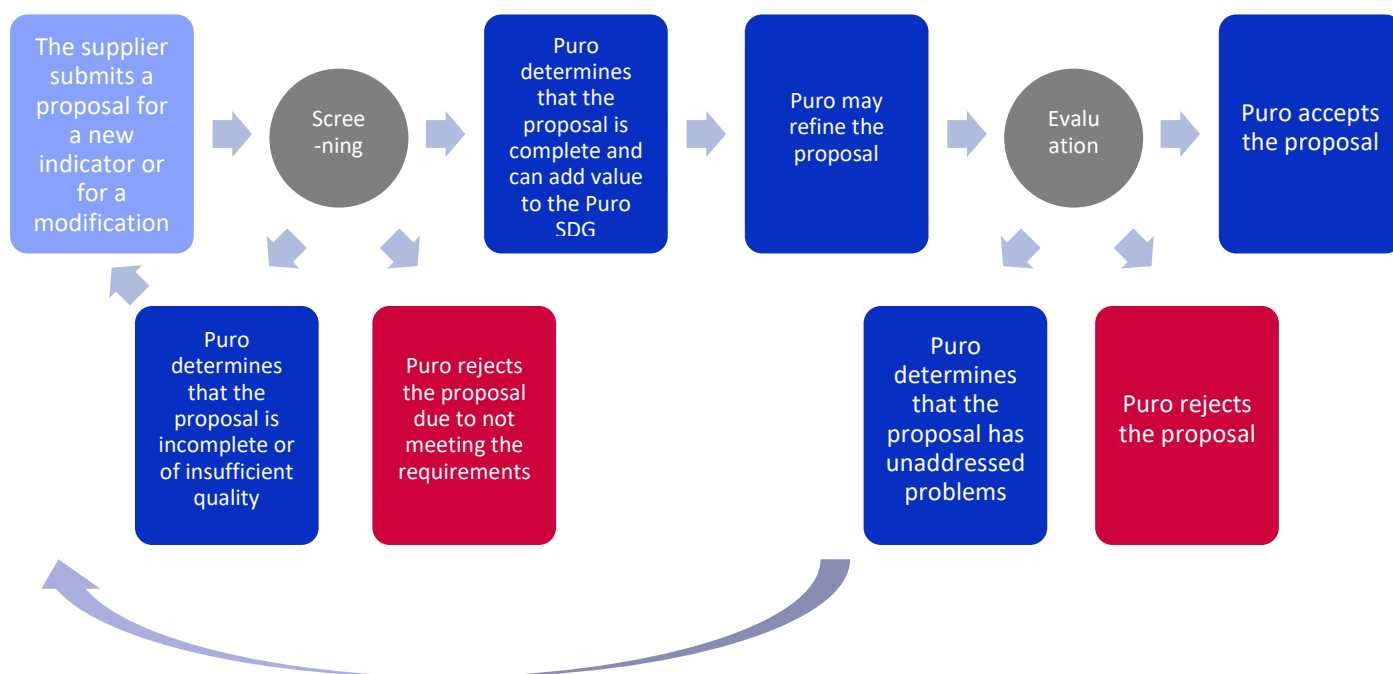 The supplier
submits a
proposal for
a new
indicator or
for a
modification
Scree
-ning
Puro
determines
that the
proposal is
complete and
can add value
to the Puro
SDG
Puro may
refine the
proposal
Evalu
ation
Puro accepts
the proposal
Puro
determines
that the
proposal is
incomplete or
of insufficient
quality
Puro rejects
the proposal
due to not
meeting the
requirements
Puro
determines
that the
proposal has
unaddressed
problems
Puro rejects
the proposal